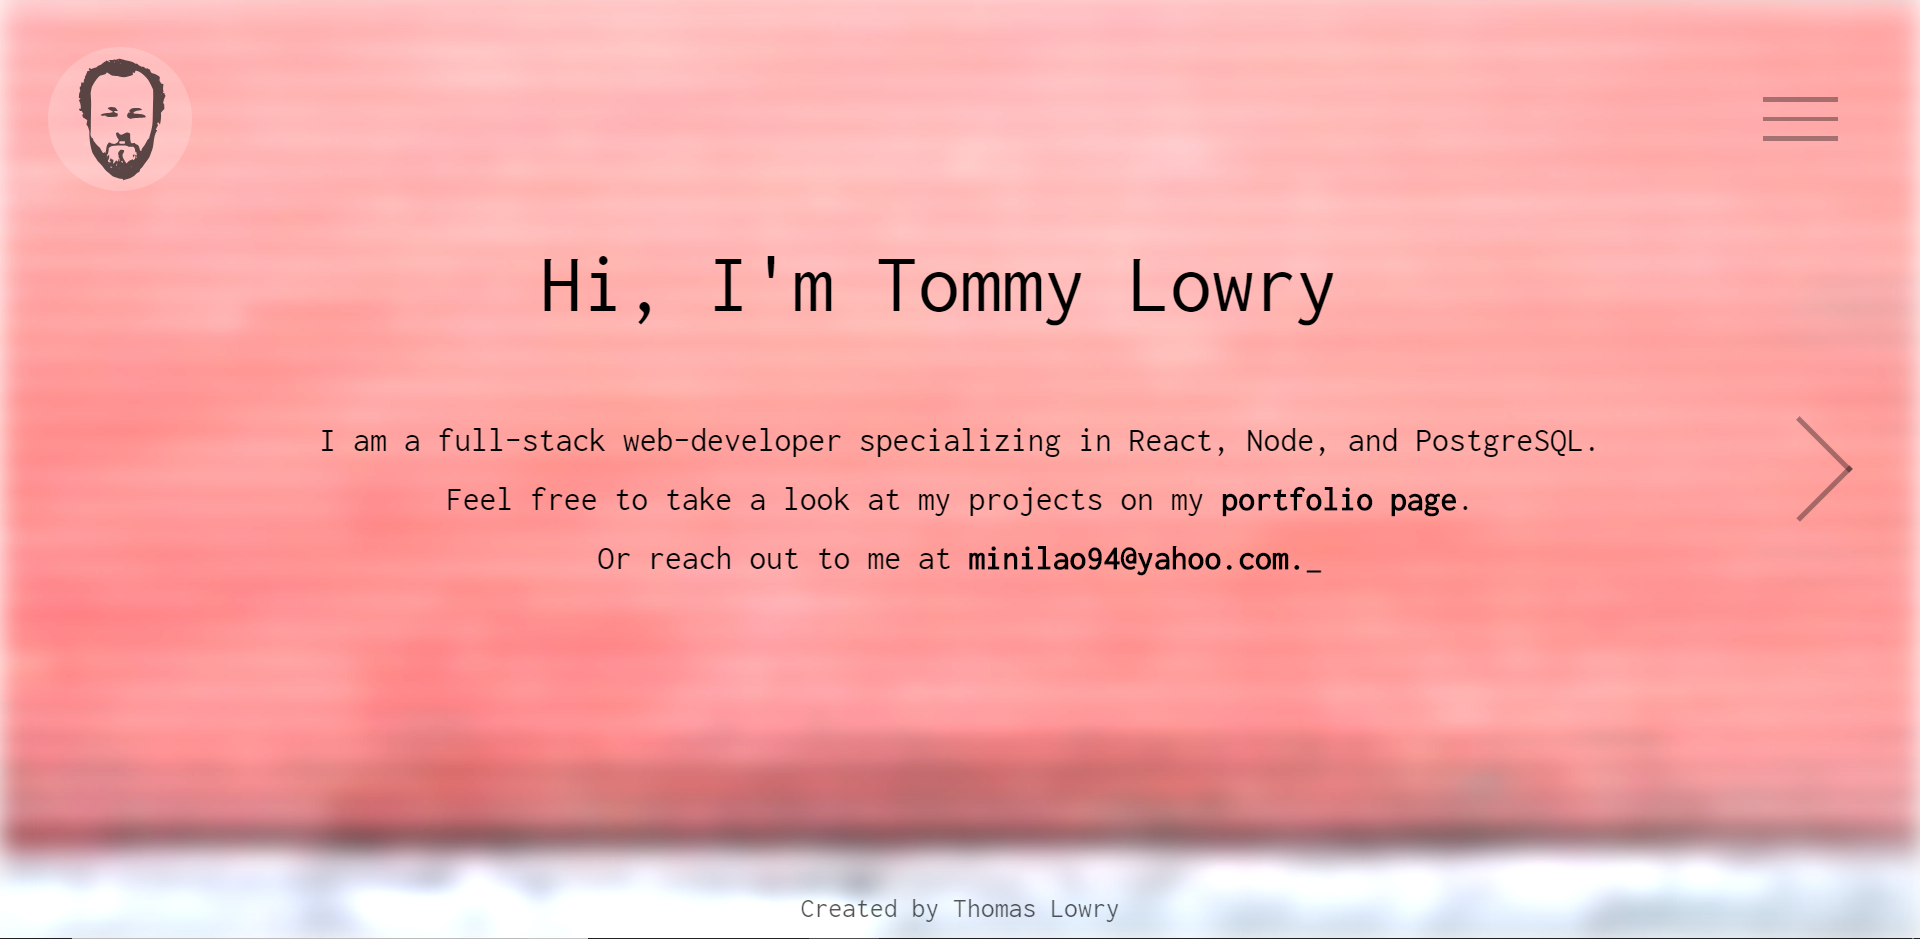 Hi, I'm Tommy Lowry
I am a full-stack web-developer specializing in React, Node, and PostgreSQL.
Feel free to take a look at my projects on my portfolio page.
Or reach out to me at minilao94@yahoo.com._
Created by Thomas Lowry